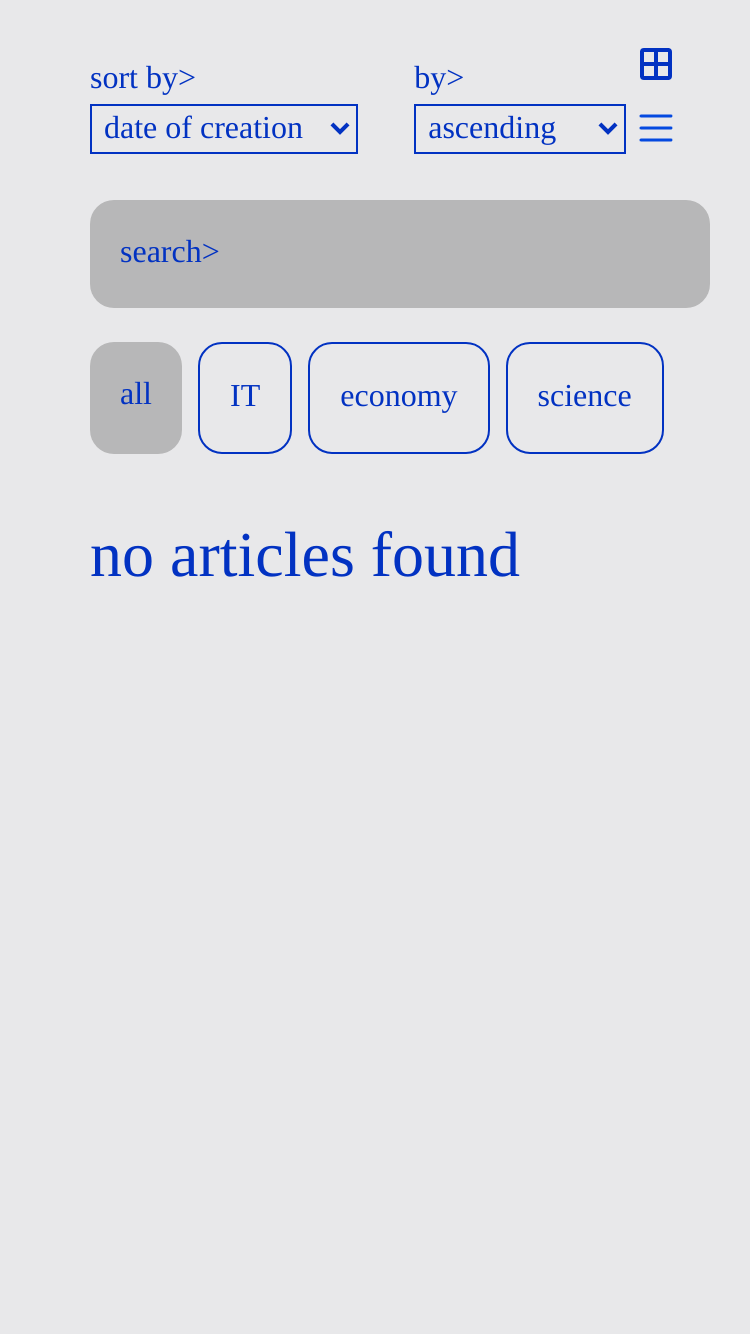 sort by>
by>
date of creation
ascending
search>
all
IT
economy
science
no articles found